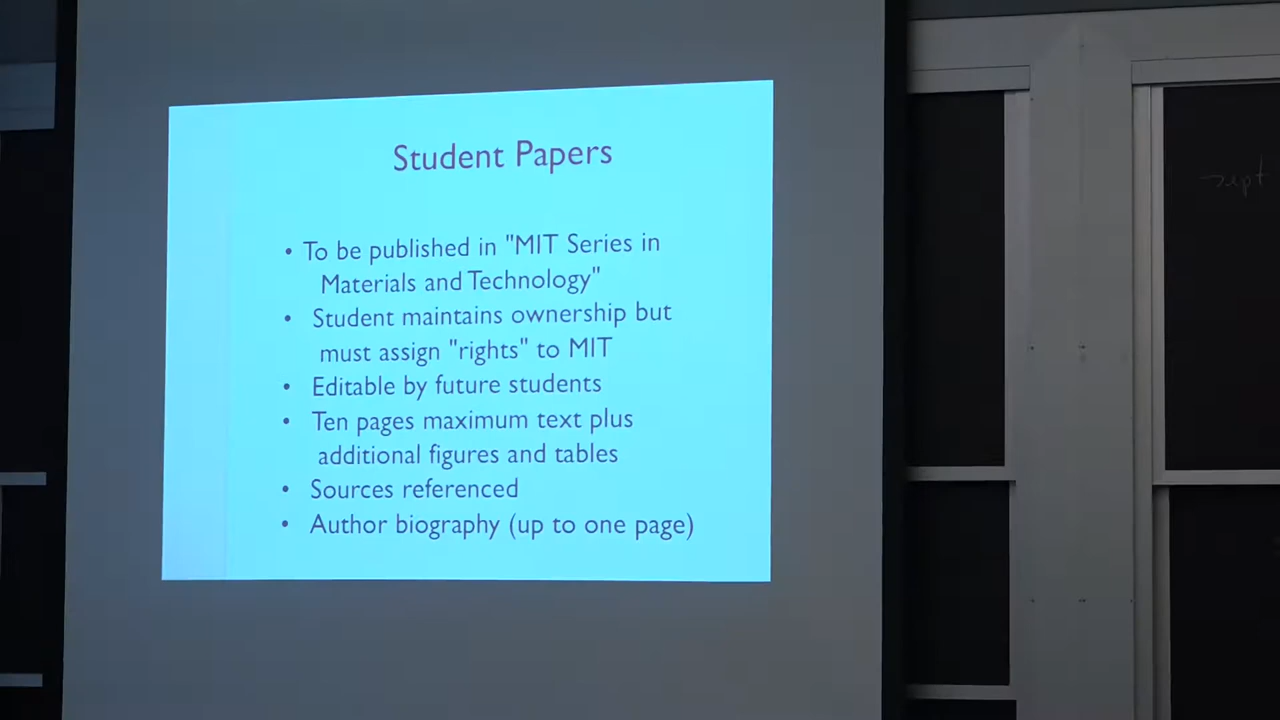 Student Papers
• To be published in "MIT Series in
Materials and Technology"
• Student maintains ownership but
must assign "rights" to MIT
• Editable by future students
• Ten pages maximum text plus
additional figures and tables
• Sources referenced
• Author biography (up to one page)